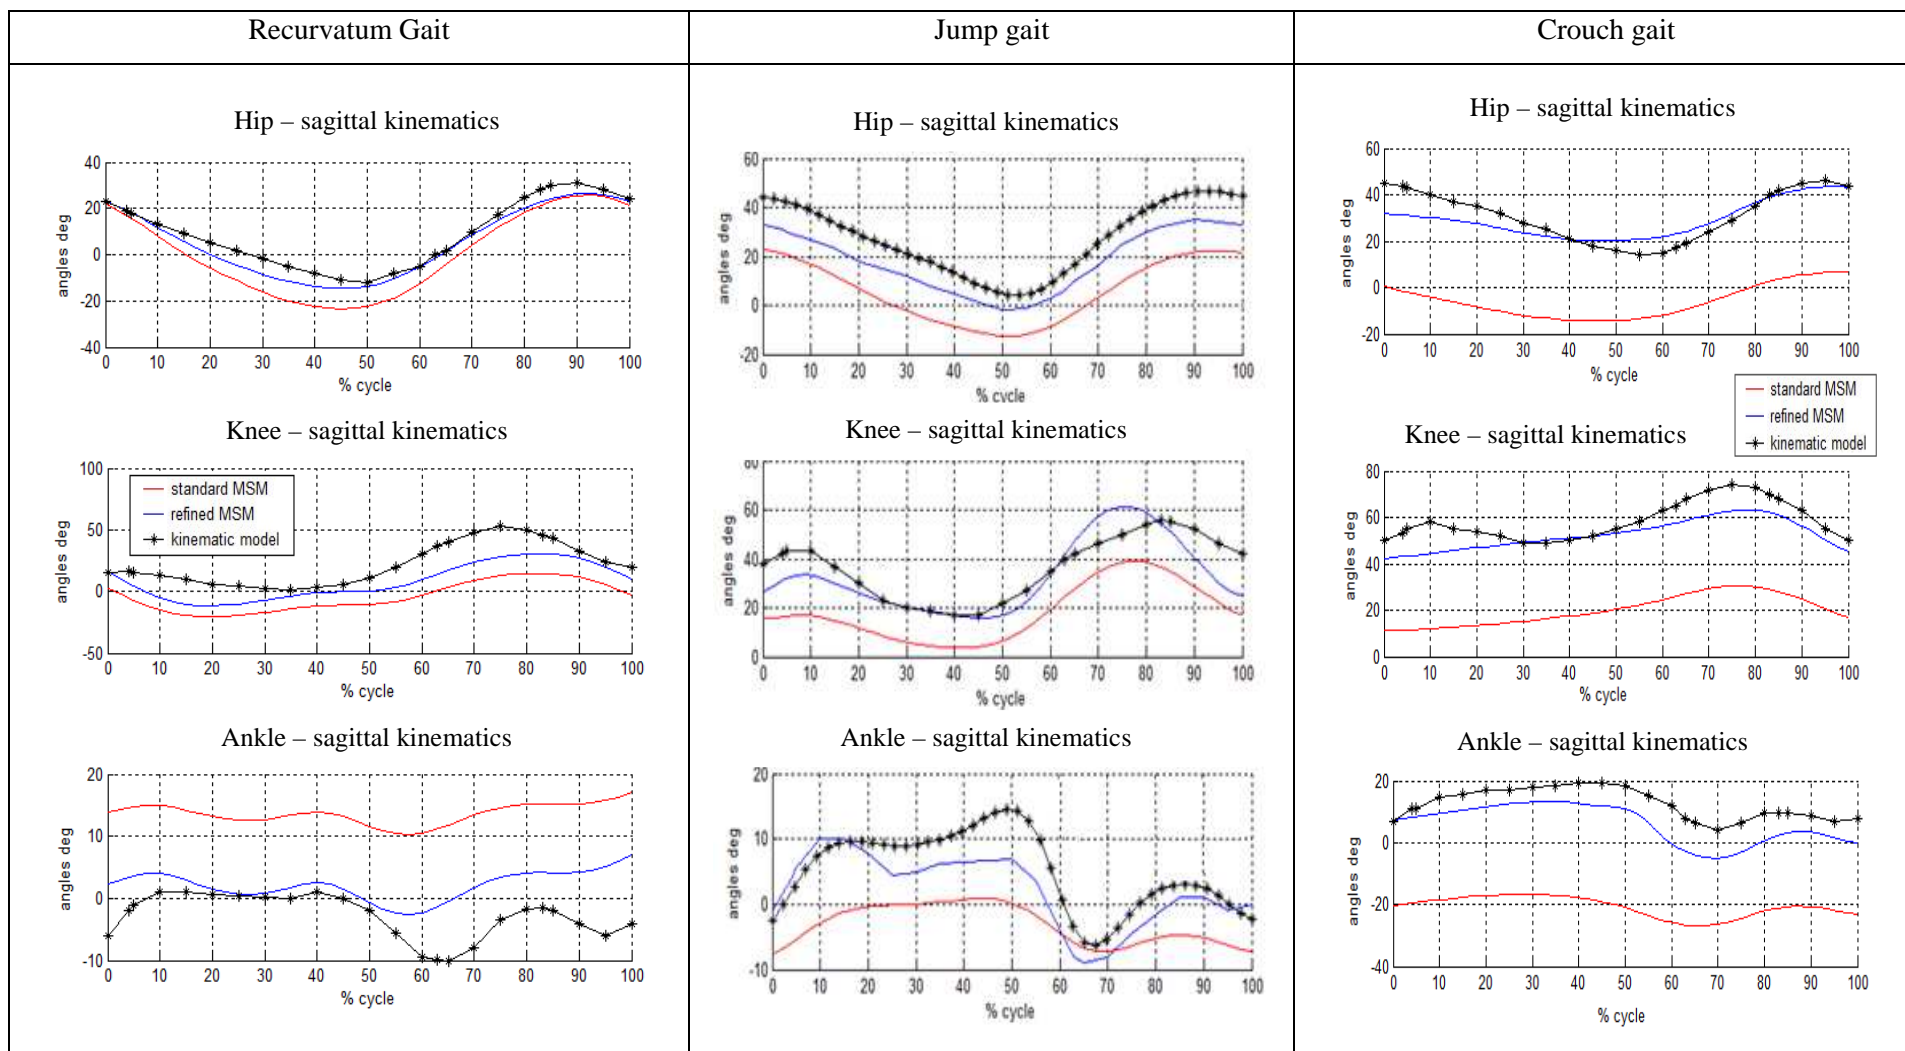 Recurvatum Gait
Jump gait
Crouch gait
Hip – sagittal kinematics
40
20
0
-20
-40
angles deg
0 10 20 30 40 50 60 70 80 90 100
% cycle
Knee – sagittal kinematics
100
50
0
-50
angles deg
standard MSM
refined MSM
kinematic model
0 10 20 30 40 50 60 70 80 90 100
% cycle
Ankle – sagittal kinematics
20
10
0
-10
angles deg
0 10 20 30 40 50 60 70 80 90 100
% cycle
Hip – sagittal kinematics
60
40
20
0
-20
angles deg
0 10 20 30 40 50 60 70 80 90 100
% cycle
Knee – sagittal kinematics
80
60
40
20
0
angles deg
0 10 20 30 40 50 60 70 80 90 100
% cycle
Ankle – sagittal kinematics
20
10
0
-10
angles deg
0 10 20 30 40 50 60 70 80 90 100
% cycle
Hip – sagittal kinematics
60
40
20
0
-20
angles deg
0 10 20 30 40 50 60 70 80 90 100
% cycle
standard MSM
refined MSM
kinematic model
Knee – sagittal kinematics
80
60
40
20
0
angles deg
0 10 20 30 40 50 60 70 80 90 100
% cycle
Ankle – sagittal kinematics
20
0
-20
-40
angles deg
0 10 20 30 40 50 60 70 80 90 100
% cycle